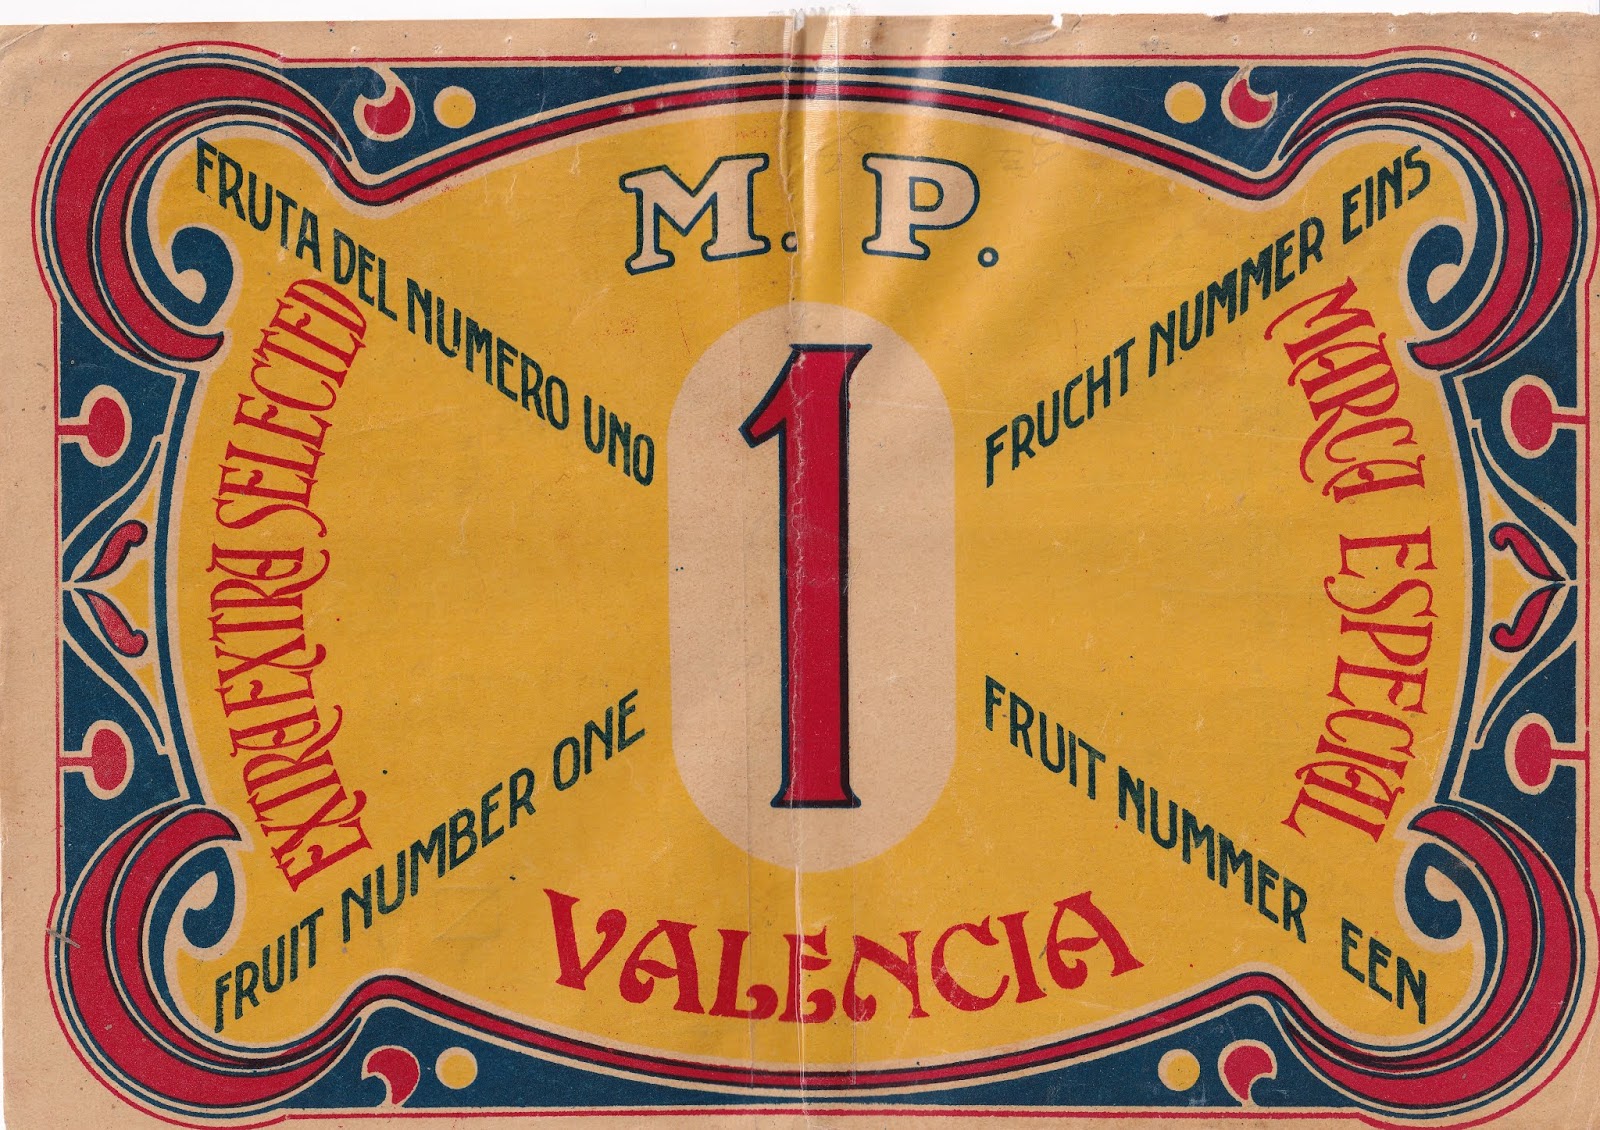 M. P.
FRUTA DEL NUMERO UNO
FRUCHT NUMMER EINS
EXTRA EXTRA SELECTED
1
MARCA ESPECIAL
FRUIT NUMBER ONE
FRUIT NUMMER EEN
VALENCIA